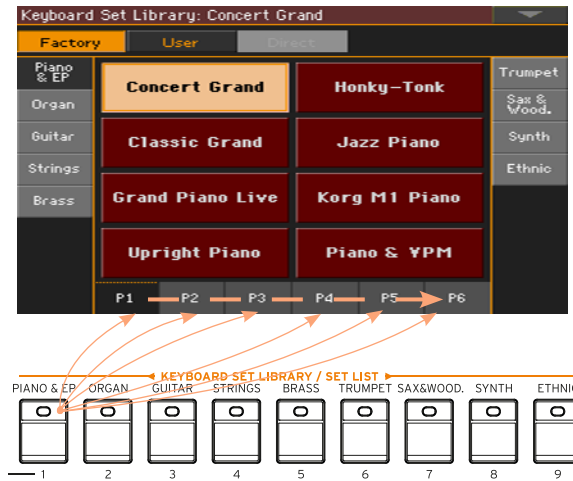 Keyboard Set Library: Concert Grand
Factory User Direct
Piano & EP
Organ
Guitar
Strings
Brass
Concert Grand Honky-Tonk
Classic Grand Jazz Piano
Grand Piano Live Korg M1 Piano
Upright Piano Piano & VPM
Trumpet
Sax & Wood.
Synth
Ethnic
P1 P2 P3 P4 P5 P6
KEYBOARD SET LIBRARY / SET LIST
PIANO & EP ORGAN GUITAR STRINGS BRASS TRUMPET SAX&WOOD. SYNTH ETHNI
1 2 3 4 5 6 7 8 9